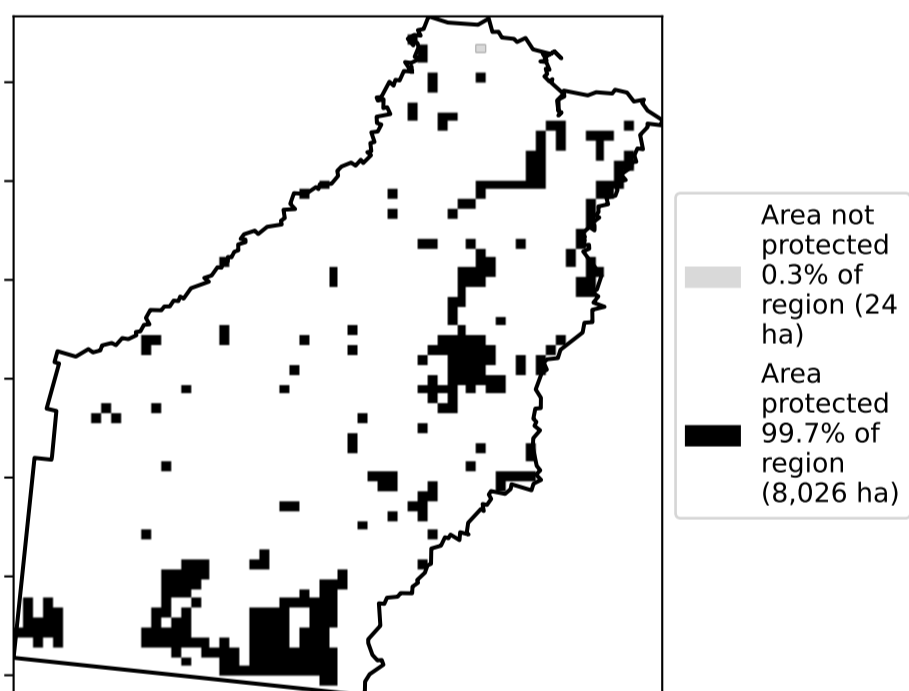 Area not
protected
0.3% of
region (24
ha)
Area
protected
99.7% of
region
(8,026 ha)